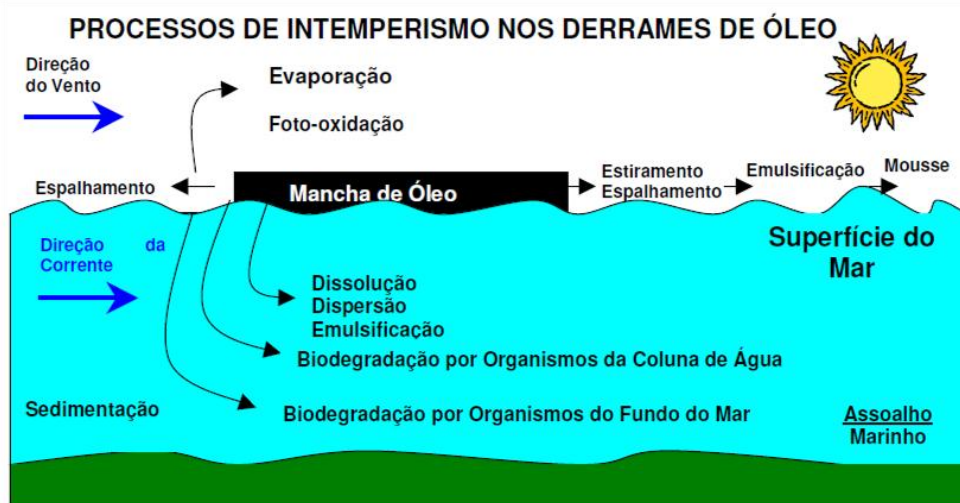 PROCESSOS DE INTEMPERISMO NOS DERRAMES DE ÓLEO
Direção
do Vento
Evaporação
Foto-oxidação
Espalhamento
Mancha de Óleo
Estiramento
Espalhamento
Emulsificação
Mousse
Direção da
Corrente
Superfície do
Mar
Dissolução
Dispersão
Emulsificação
Biodegradação por Organismos da Coluna de Água
Sedimentação
Biodegradação por Organismos do Fundo do Mar
Assoalho
Marinho